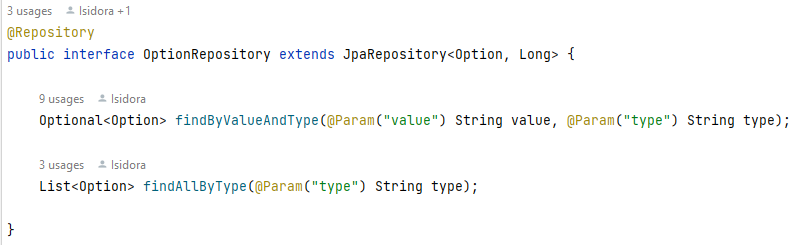 3 usages Isidora +1
@Repository
public interface OptionRepository extends JpaRepository<Option, Long> {
9 usages Isidora
Optional<Option> findByValueAndType(@Param("value") String value, @Param("type") String type);
3 usages Isidora
List<Option> findAllByType(@Param("type") String type);
}